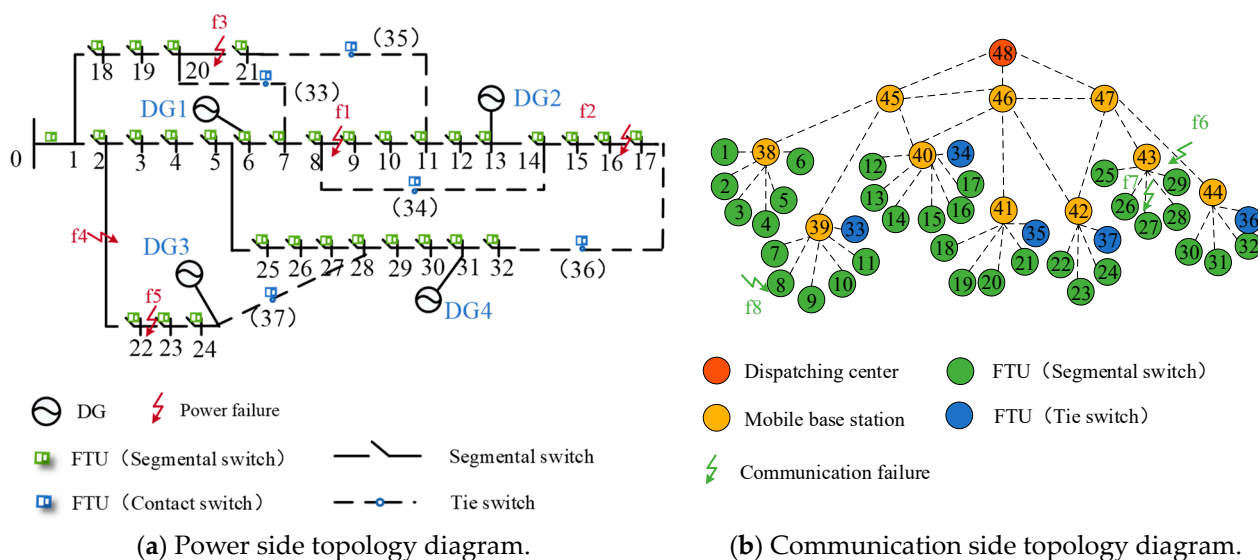 f3
(35)
18 19 20 21
(33)
DG1
DG2
f1
f2
0 1 2 3 4 5 6 7 8 9 10 11 12 13 14 15 16 17
(34)
f4
DG3
25 26 27 28 29 30 31 32
(36)
(37)
DG4
f5
22 23 24
DG
Power failure
FTU（Segmental switch）
Segmental switch
FTU（Contact switch）
Tie switch
(a) Power side topology diagram.
48
45 46 47
f6
1 38 6
12 40 34
43
25 29
f7
2 5
13 17
26 28
44
3 4
14 15 16
27
36
39 33
41
42
7 11
18 35
37
30 31 32
8 10
19 20 21
22 23 24
f8
9
Dispatching center
FTU（Segmental switch）
Mobile base station
FTU（Tie switch）
Communication failure
(b) Communication side topology diagram.